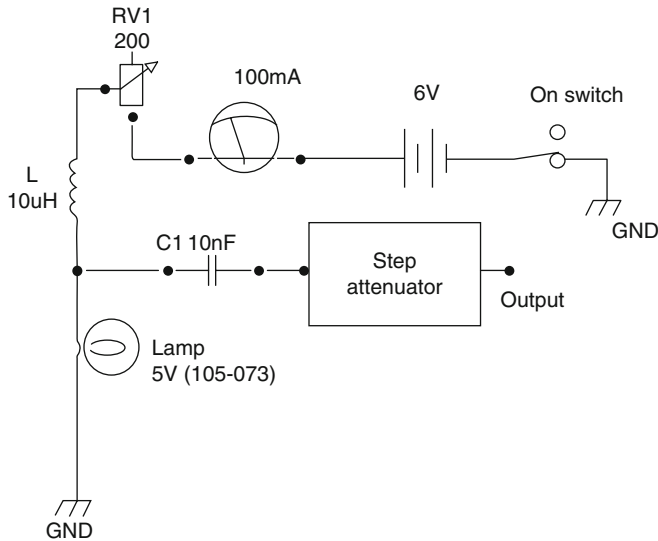 RV1
200
100mA
6V
On switch
L
10uH
GND
C1 10nF
Step
attenuator
Output
Lamp
5V (105-073)
GND